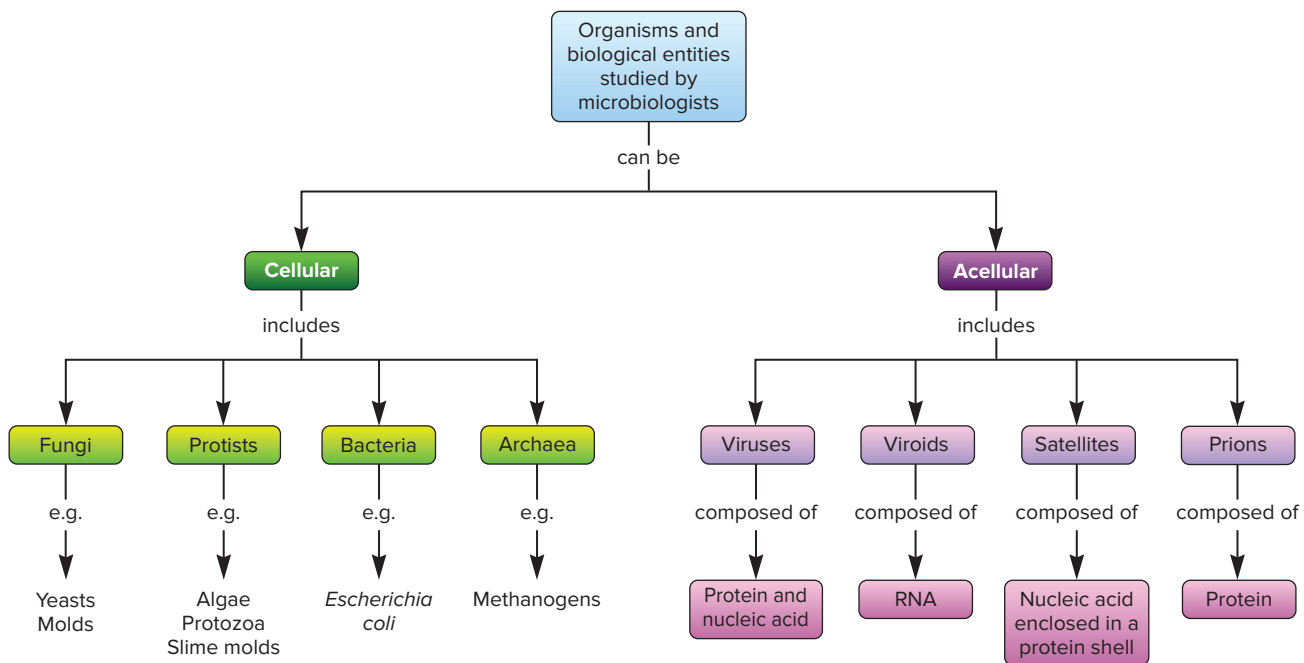 Organisms and
biological entities
studied by
microbiologists
can be
Cellular
Acellular
includes
includes
Fungi
Protists
Bacteria
Archaea
Viruses
Viroids
Satellites
Prions
e.g.
e.g.
e.g.
e.g.
composed of
composed of
composed of
composed of
Yeasts
Molds
Algae
Protozoa
Slime molds
Escherichia
coli
Methanogens
Protein and
nucleic acid
RNA
Nucleic acid
enclosed in a
protein shell
Protein